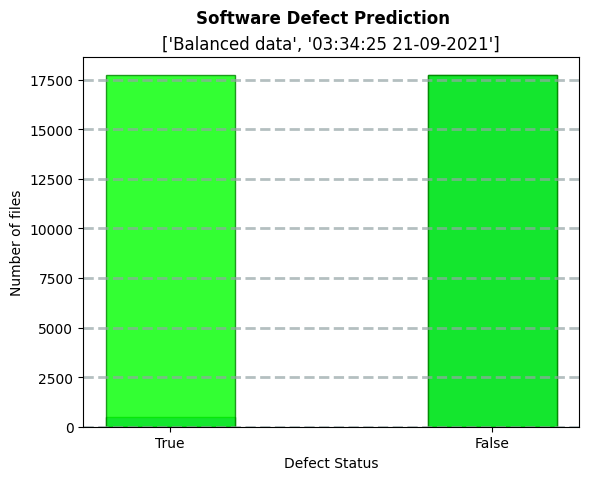 Software Defect Prediction
['Balanced data', '03:34:25 21-09-2021']
17500
15000
12500
10000
7500
5000
2500
0
Number of files
True
False
Defect Status